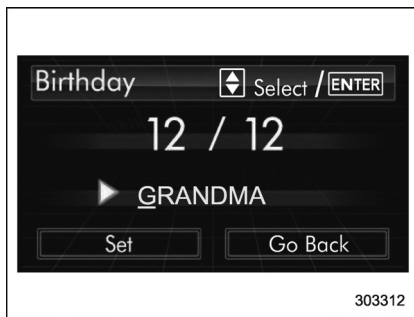 Birthday Select / ENTER
12 / 12
GRANDMA
Set Go Back
303312